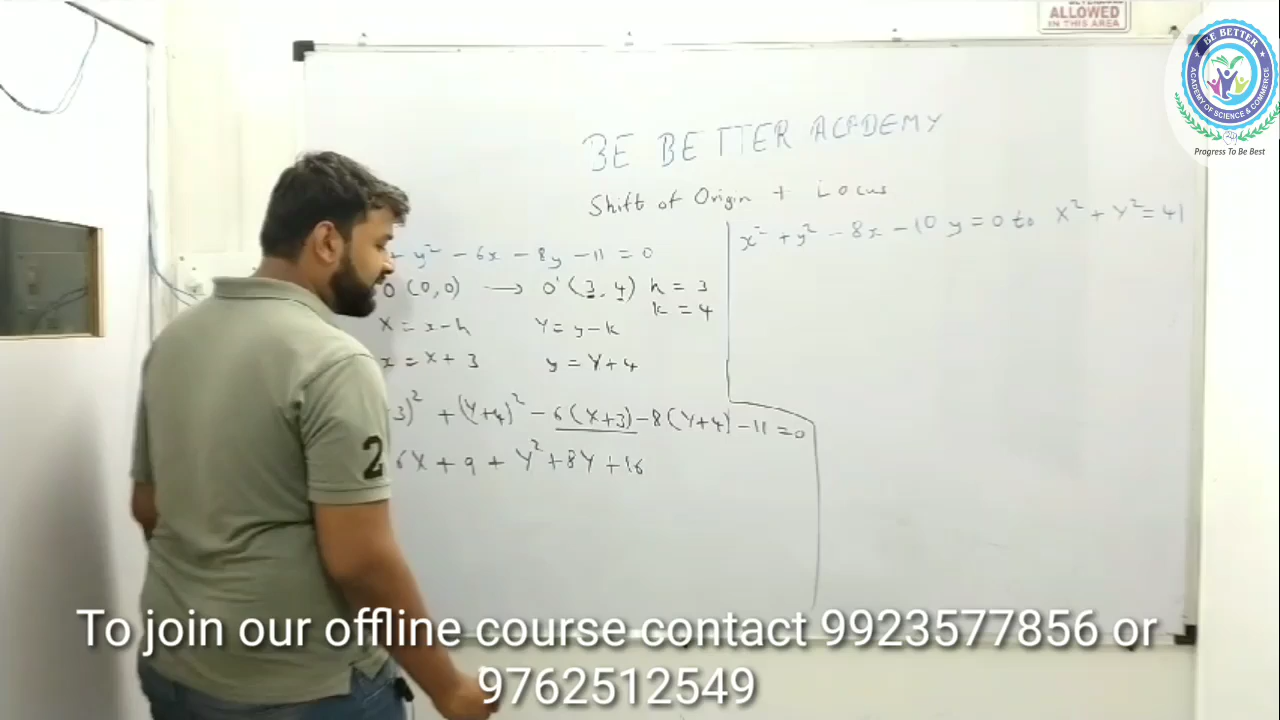 ALLOWED
IN THIS AREA
BE BETTER
ACADEMY OF SCIENCE & COMMERCE
Progress To Be Best
BE BETTER ACADEMY
Shift of Origin + Locus
+ y² - 6x - 8y - 11 = 0
O (0,0) → O' (3, 4) h = 3
k = 4
X = x - h Y = y - k
x = X + 3 y = Y + 4
3)² + (Y+4)² - 6(X+3) - 8(Y+4) - 11 = 0
6X + 9 + Y² + 8Y + 16
x² + y² - 8x - 10y = 0 to X² + Y² = 41
2
To join our offline course contact 9923577856 or
9762512549